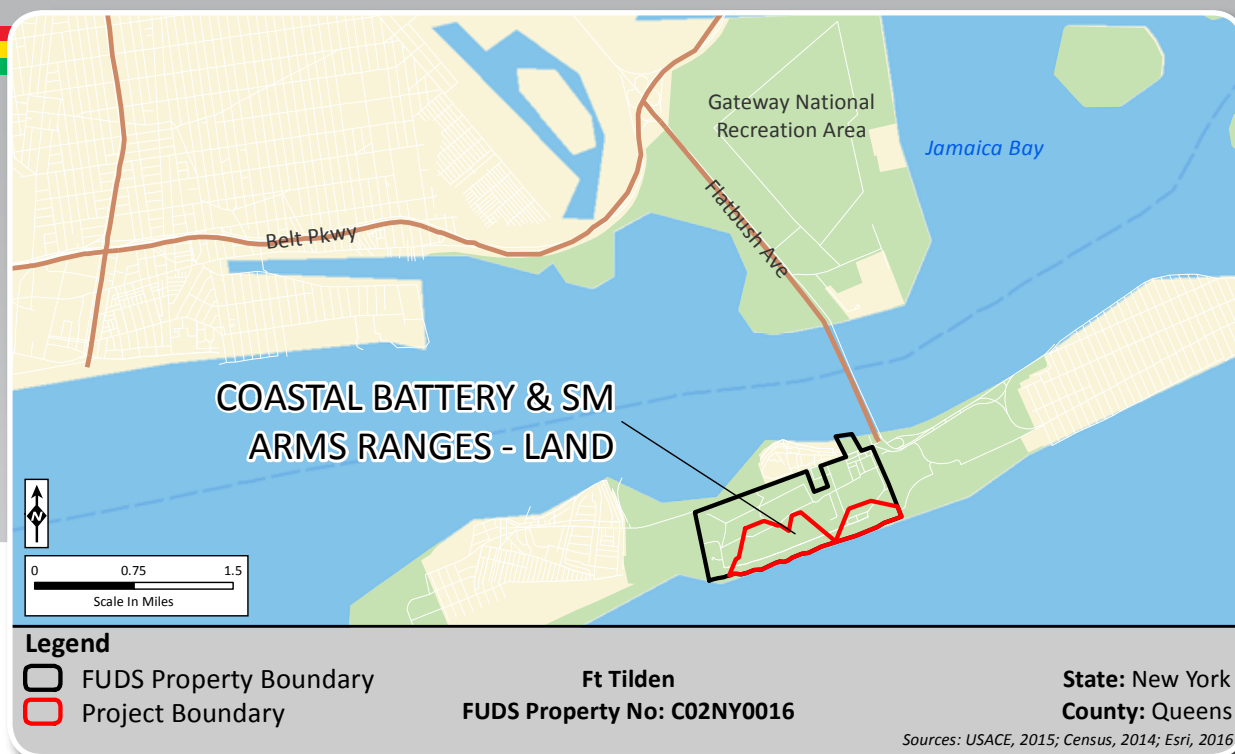 Gateway National
Recreation Area
Jamaica Bay
Flatbush Ave
Belt Pkwy
COASTAL BATTERY & SM
ARMS RANGES - LAND
N
0 0.75 1.5
Scale In Miles
Legend
FUDS Property Boundary
Project Boundary
Ft Tilden
FUDS Property No: C02NY0016
State: New York
County: Queens
Sources: USACE, 2015; Census, 2014; Esri, 2016